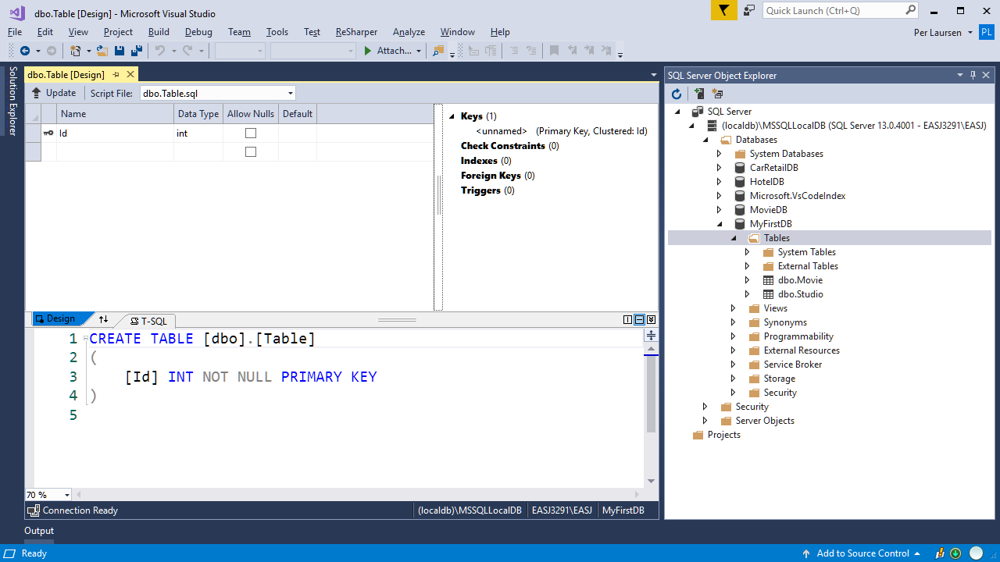 dbo.Table [Design] - Microsoft Visual Studio
Quick Launch (Ctrl+Q)
File Edit View Project Build Debug Team Tools Test ReSharper Analyze Window Help
Per Laursen PL
Attach...
Solution Explorer
dbo.Table [Design]
Update Script File: dbo.Table.sql
Name Data Type Allow Nulls Default
Id int
Keys (1)
<unnamed> (Primary Key, Clustered: Id)
Check Constraints (0)
Indexes (0)
Foreign Keys (0)
Triggers (0)
Design T-SQL
1 CREATE TABLE [dbo].[Table]
2 (
3 [Id] INT NOT NULL PRIMARY KEY
4 )
5
70 %
Connection Ready (localdb)\MSSQLLocalDB EASJ3291\EASJ MyFirstDB
SQL Server Object Explorer
SQL Server
(localdb)\MSSQLLocalDB (SQL Server 13.0.4001 - EASJ3291\EASJ)
Databases
System Databases
CarRetailDB
HotelDB
Microsoft.VsCodeIndex
MovieDB
MyFirstDB
Tables
System Tables
External Tables
dbo.Movie
dbo.Studio
Views
Synonyms
Programmability
External Resources
Service Broker
Storage
Security
Security
Server Objects
Projects
Output
Ready Add to Source Control